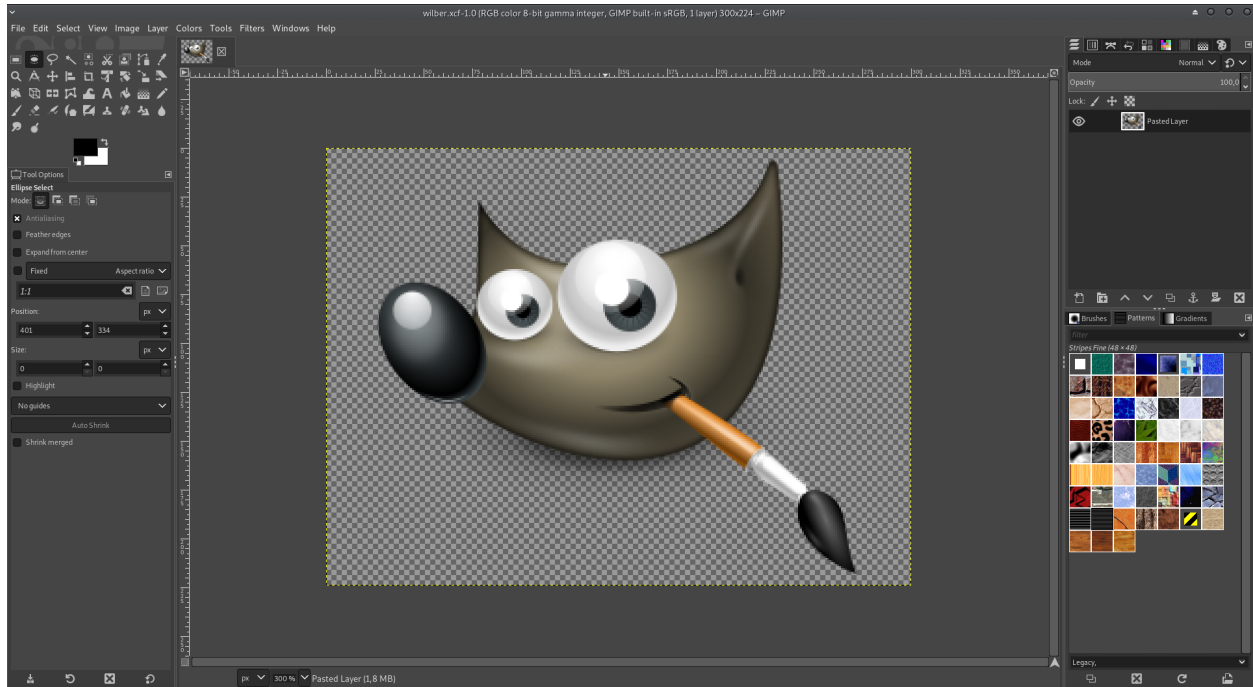 wilber.xcf-1.0 (RGB color 8-bit gamma integer, GIMP built-in sRGB, 1 layer) 300x224 – GIMP
File Edit Select View Image Layer Colors Tools Filters Windows Help
Tool Options
Ellipse Select
Mode:
Antialiasing
Feather edges
Expand from center
Fixed Aspect ratio
1:1
Position: px
401 334
Size: px
0 0
Highlight
No guides
Auto Shrink
Shrink merged
px 300 % Pasted Layer (1,8 MB)
Mode Normal
Opacity 100,0
Lock:
Pasted Layer
Brushes Patterns Gradients
filter
Stripes Fine (48 × 48)
Legacy,